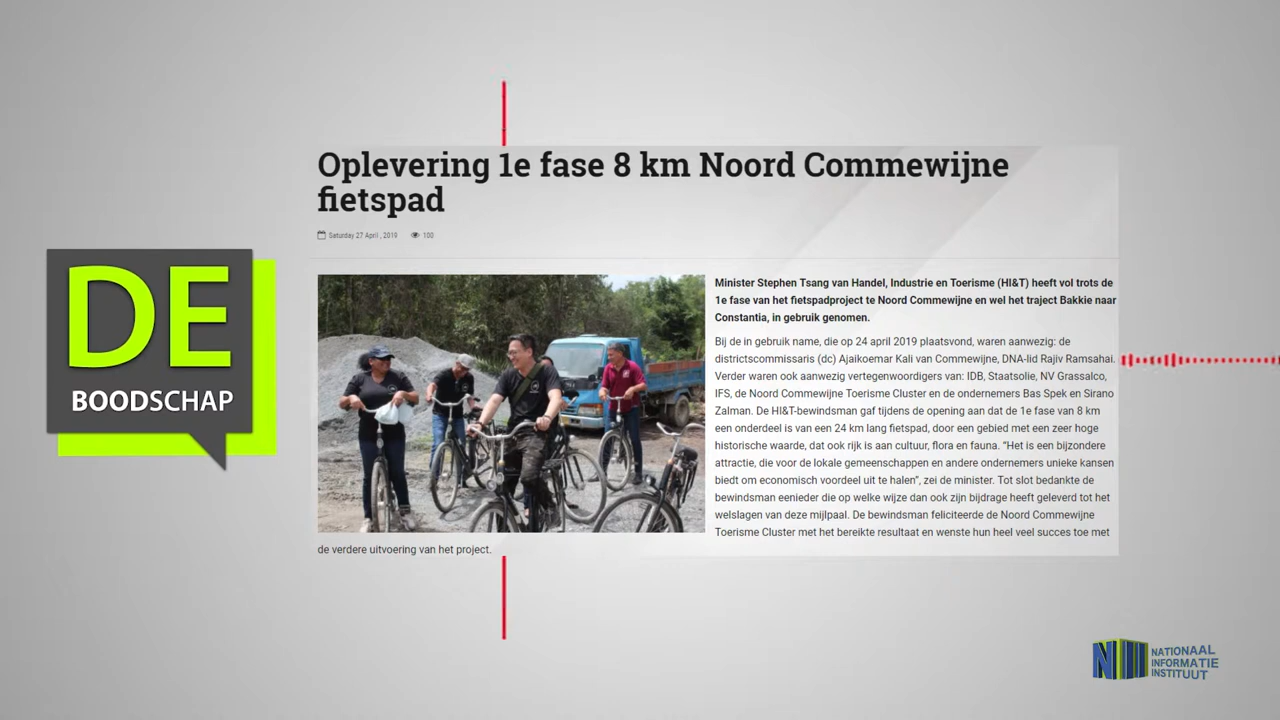 Oplevering 1e fase 8 km Noord Commewijne
fietspad
Saturday 27 April , 2019 100
DE
BOODSCHAP
Minister Stephen Tsang van Handel, Industrie en Toerisme (HI&T) heeft vol trots de
1e fase van het fietspadproject te Noord Commewijne en wel het traject Bakkie naar
Constantia, in gebruik genomen.
Bij de in gebruik name, die op 24 april 2019 plaatsvond, waren aanwezig: de
districtscommissaris (dc) Ajaikoemar Kali van Commewijne, DNA-lid Rajiv Ramsahai.
Verder waren ook aanwezig vertegenwoordigers van: IDB, Staatsolie, NV Grassalco,
IFS, de Noord Commewijne Toerisme Cluster en de ondernemers Bas Spek en Sirano
Zalman. De HI&T-bewindsman gaf tijdens de opening aan dat de 1e fase van 8 km
een onderdeel is van een 24 km lang fietspad, door een gebied met een zeer hoge
historische waarde, dat ook rijk is aan cultuur, flora en fauna. “Het is een bijzondere
attractie, die voor de lokale gemeenschappen en andere ondernemers unieke kansen
biedt om economisch voordeel uit te halen”, zei de minister. Tot slot bedankte de
bewindsman eenieder die op welke wijze dan ook zijn bijdrage heeft geleverd tot het
welslagen van deze mijlpaal. De bewindsman feliciteerde de Noord Commewijne
Toerisme Cluster met het bereikte resultaat en wenste hun heel veel succes toe met
de verdere uitvoering van het project.
NII NATIONAAL
INFORMATIE
INSTITUUT